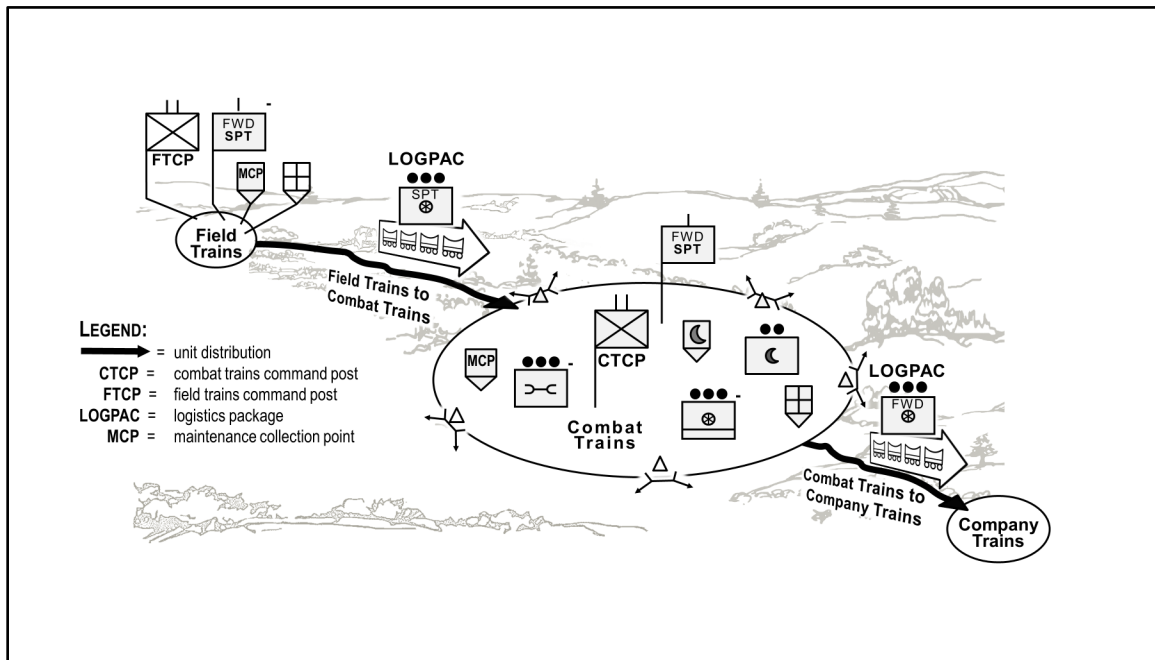 FWD
SPT
-
FTCP
MCP
LOGPAC
SPT
Field
Trains
Field Trains to
Combat Trains
FWD
SPT
LEGEND:
= unit distribution
CTCP = combat trains command post
FTCP = field trains command post
LOGPAC = logistics package
MCP = maintenance collection point
MCP
-
CTCP
-
Combat
Trains
LOGPAC
FWD
Combat Trains to
Company Trains
Company
Trains